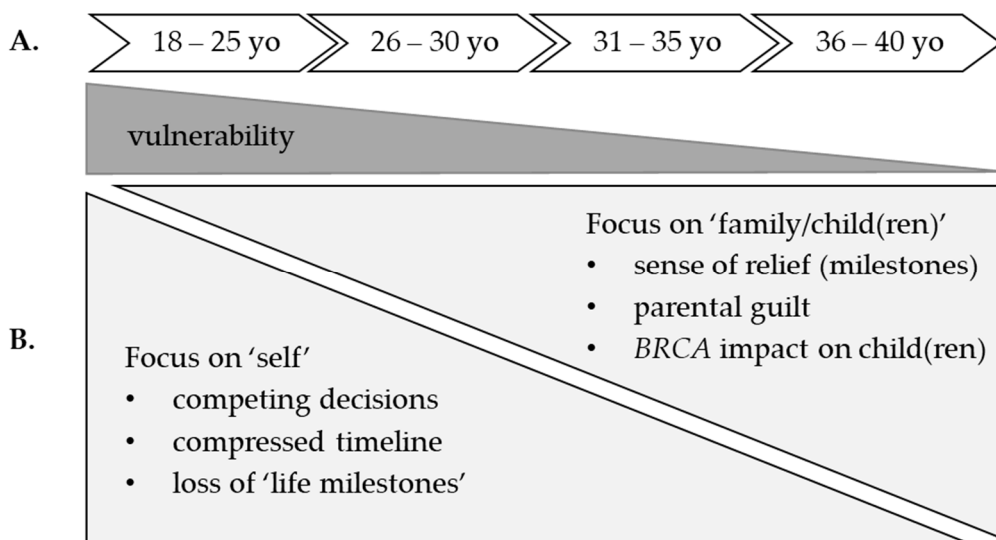 A.
18 – 25 yo
26 – 30 yo
31 – 35 yo
36 – 40 yo
vulnerability
B.
Focus on ‘family/child(ren)’
• sense of relief (milestones)
• parental guilt
• BRCA impact on child(ren)
Focus on ‘self’
• competing decisions
• compressed timeline
• loss of ‘life milestones’